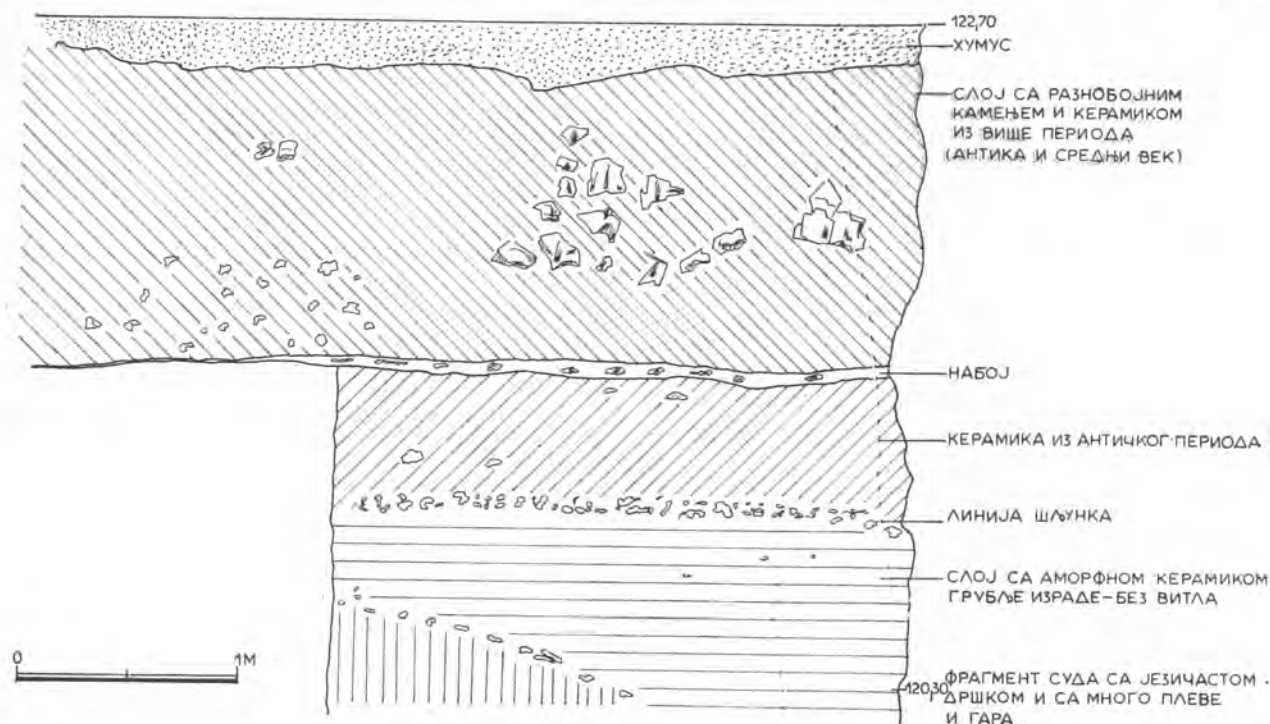 122,70
ХУМУС
СЛОЈ СА РАЗНОБОЈНИМ
КАМЕЊЕМ И КЕРАМИКОМ
ИЗ ВИШЕ ПЕРИОДА
(АНТИКА И СРЕДЊИ ВЕК)
НАБОЈ
КЕРАМИКА ИЗ АНТИЧКОГ ПЕРИОДА
ЛИНИЈА ШЉУНКА
СЛОЈ СА АМОРФНОМ КЕРАМИКОМ
ГРУБЉЕ ИЗРАДЕ-БЕЗ ВИТЛА
0 1М
120,30
ФРАГМЕНТ СУДА СА ЈЕЗИЧАСТОМ
ДРШКОМ И СА МНОГО ПЛЕВЕ
И ГАРА